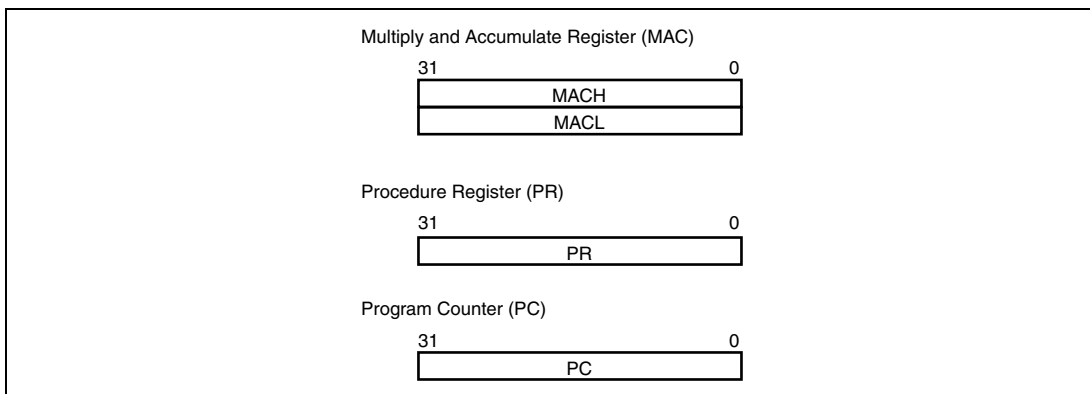 Multiply and Accumulate Register (MAC)
31 0
MACH
MACL
Procedure Register (PR)
31 0
PR
Program Counter (PC)
31 0
PC